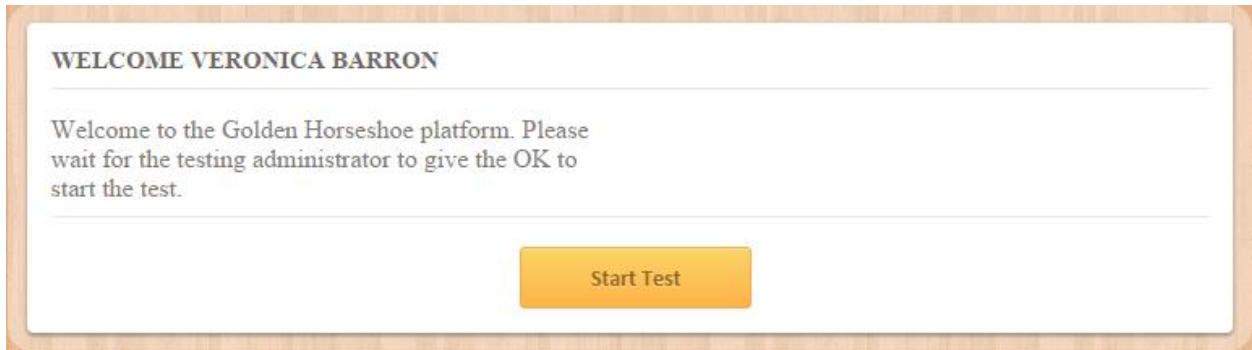 WELCOME VERONICA BARRON
Welcome to the Golden Horseshoe platform. Please
wait for the testing administrator to give the OK to
start the test.
Start Test